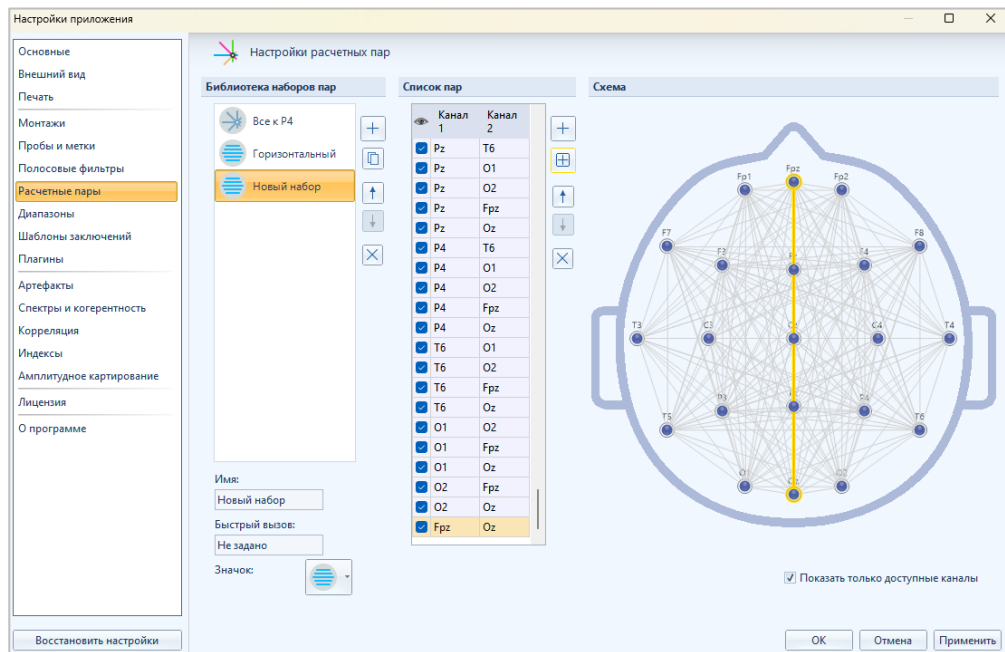 Настройки приложения
Основные
Внешний вид
Печать
Монтажи
Пробы и метки
Полосовые фильтры
Расчетные пары
Диапазоны
Шаблоны заключений
Плагины
Артефакты
Спектры и когерентность
Корреляция
Индексы
Амплитудное картирование
Лицензия
О программе
Восстановить настройки
Настройки расчетных пар
Библиотека наборов пар
Все к P4
Горизонтальный
Новый набор
Имя:
Новый набор
Быстрый вызов:
Не задано
Значок:
Список пар
Канал 1 Канал 2
Pz T6
Pz O1
Pz O2
Pz Fpz
Pz Oz
P4 T6
P4 O1
P4 O2
P4 Fpz
P4 Oz
T6 O1
T6 O2
T6 Fpz
T6 Oz
O1 O2
O1 Fpz
O1 Oz
O2 Fpz
O2 Oz
Fpz Oz
Схема
Fp1 Fpz Fp2
F7 F3 F4 F8
T3 C3 C4 T4
T5 P3 P4 T6
O1 O2
Показать только доступные каналы
ОК Отмена Применить